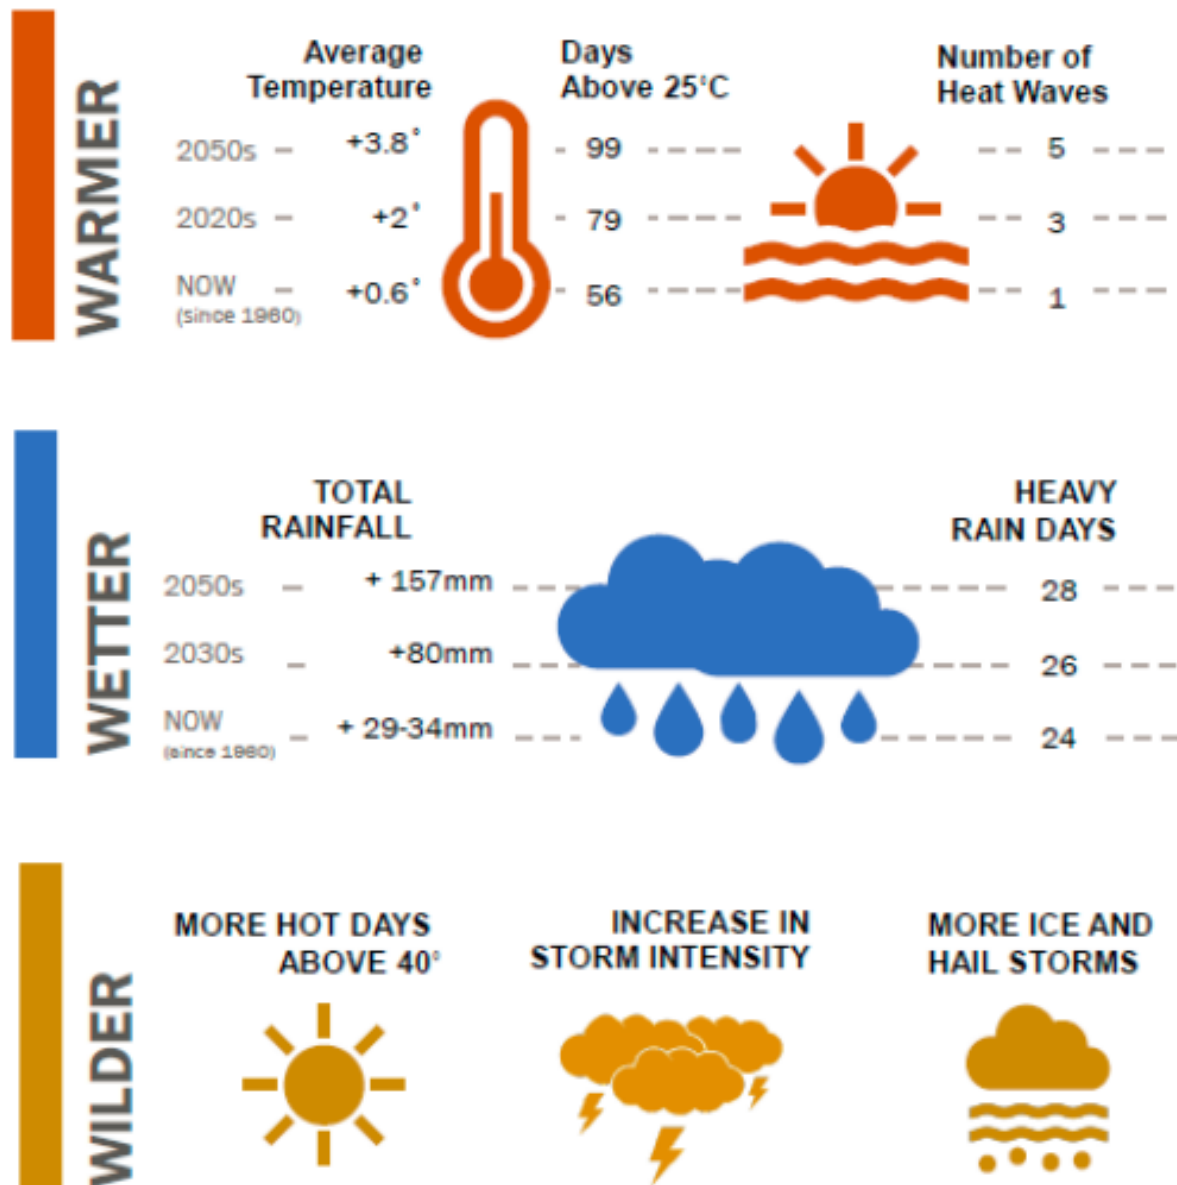 WARMER
Average
Temperature
Days
Above 25°C
Number of
Heat Waves
2050s +3.8° 99 5
2020s +2° 79 3
NOW +0.6° 56 1
(since 1960)
WETTER
TOTAL
RAINFALL
HEAVY
RAIN DAYS
2050s + 157mm 28
2030s +80mm 26
NOW + 29-34mm 24
(since 1960)
WILDER
MORE HOT DAYS
ABOVE 40°
INCREASE IN
STORM INTENSITY
MORE ICE AND
HAIL STORMS